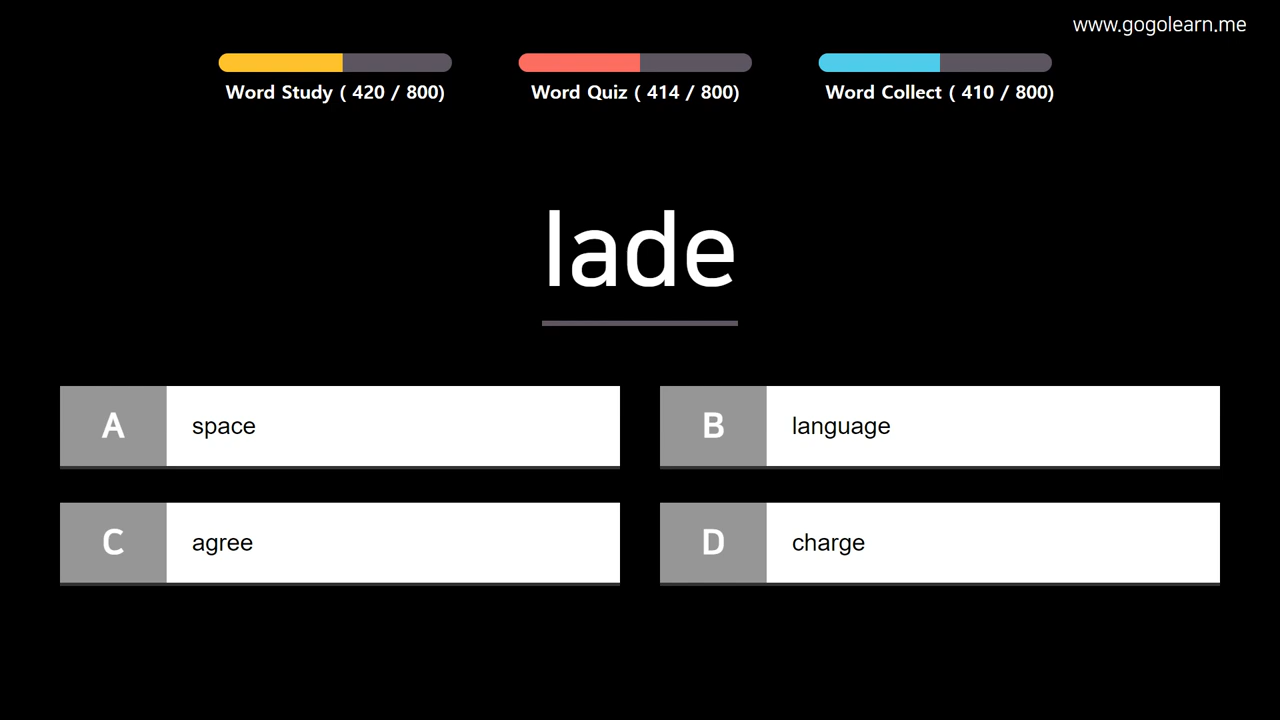 www.gogolearn.me
Word Study ( 420 / 800)
Word Quiz ( 414 / 800)
Word Collect ( 410 / 800)
lade
A space
B language
C agree
D charge